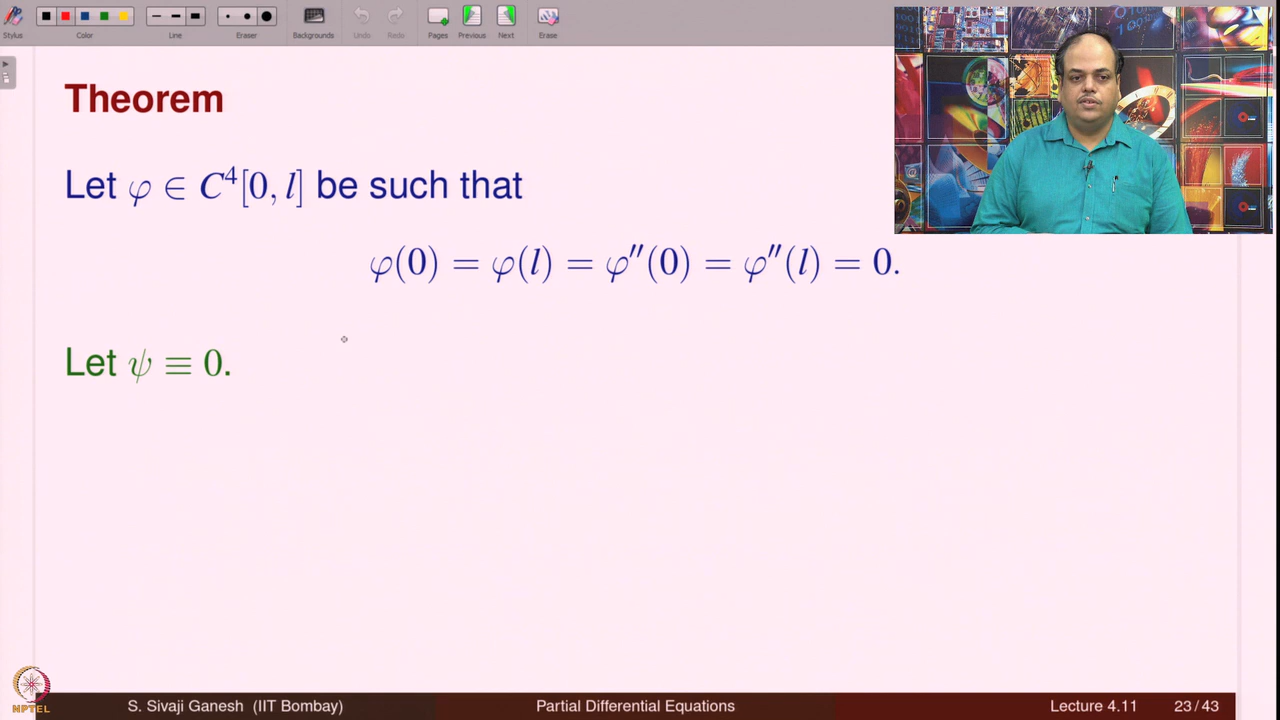 Stylus
Color
Line
Eraser
Backgrounds
Undo
Redo
Pages
Previous
Next
Erase
Theorem
Let φ ∈ C⁴[0, l] be such that
φ(0) = φ(l) = φ″(0) = φ″(l) = 0.
Let ψ ≡ 0.
NPTEL
S. Sivaji Ganesh (IIT Bombay)
Partial Differential Equations
Lecture 4.11
23/43